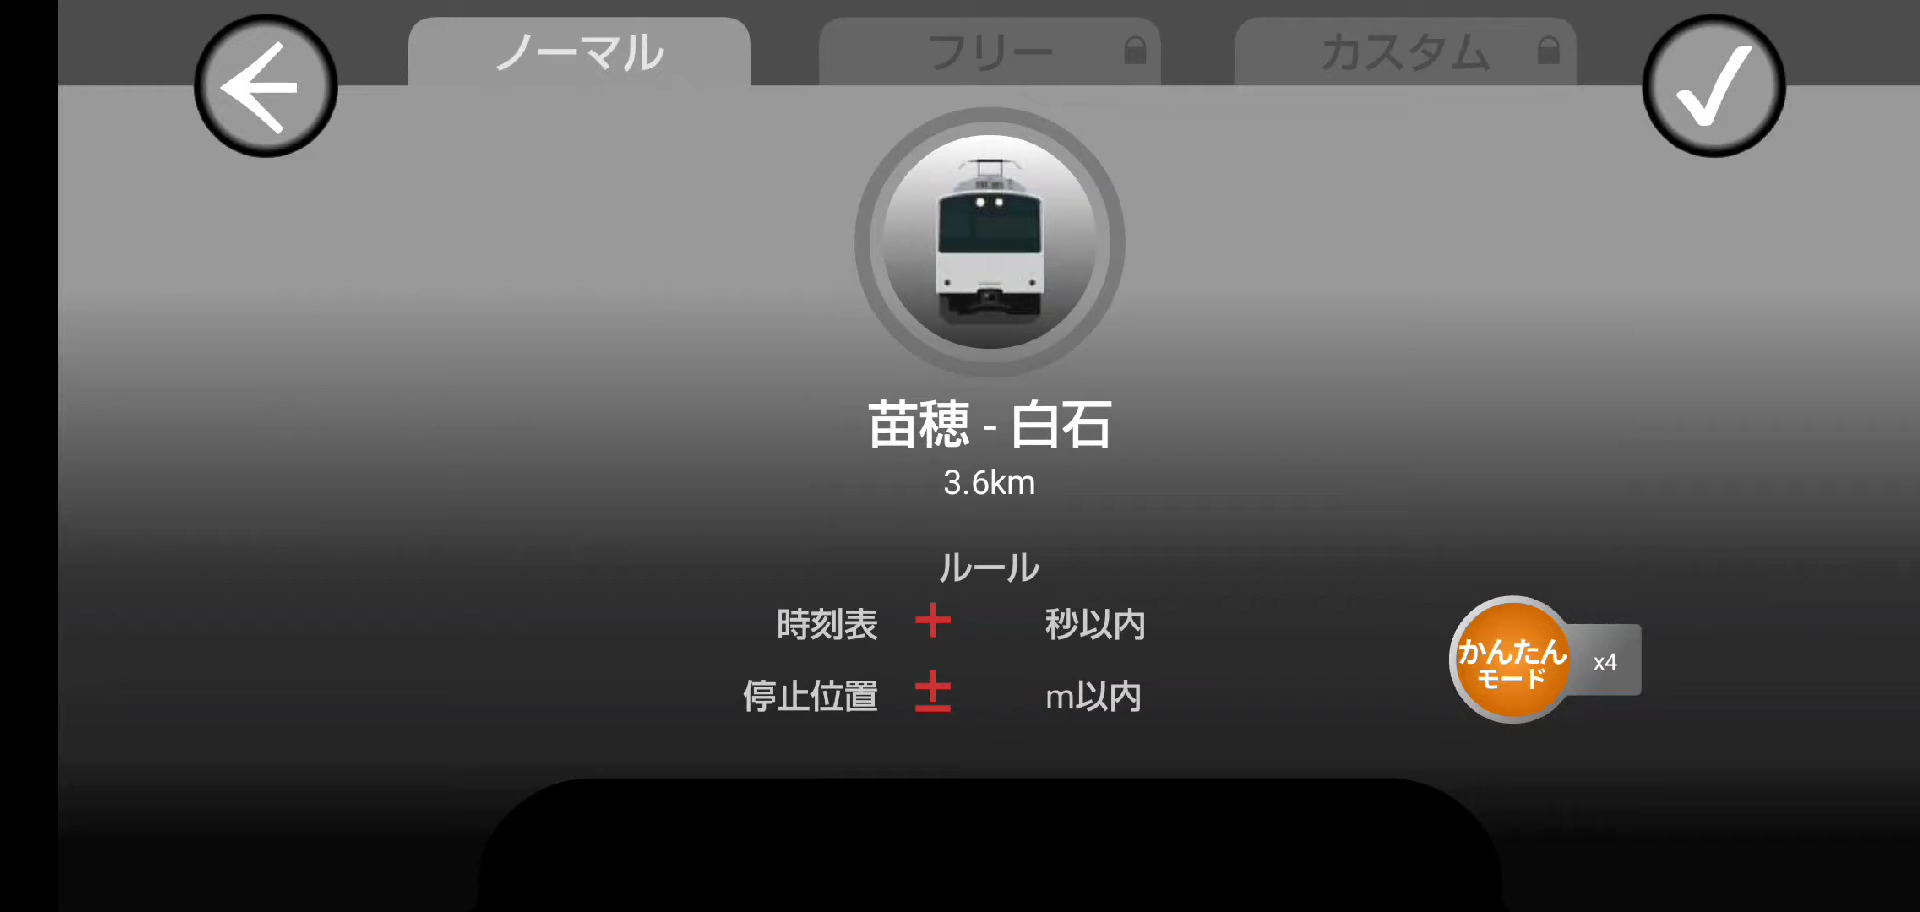 ノーマル
フリー
カスタム
苗穂 - 白石
3.6km
ルール
時刻表 + 秒以内
停止位置 ± m以内
かんたん
モード
x4